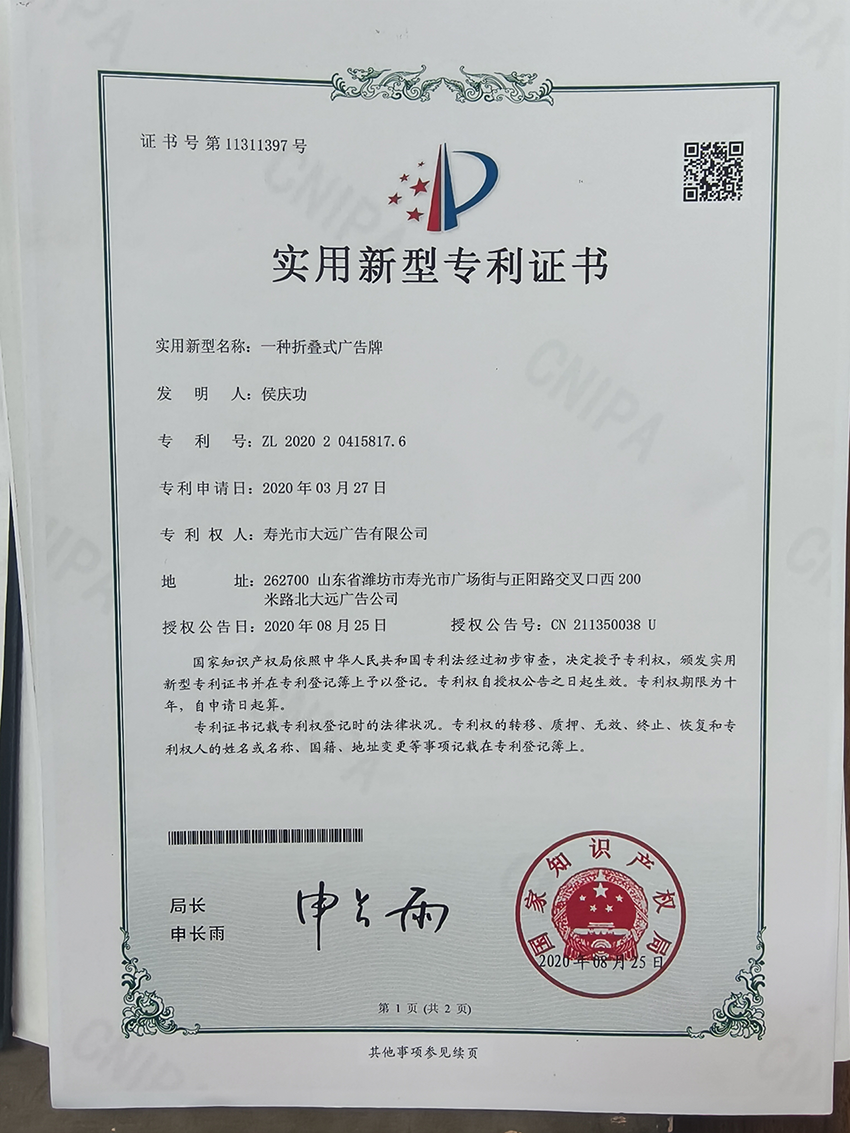 证书号第11311397号
实用新型专利证书
实用新型名称：一种折叠式广告牌
发明人：侯庆功
专利号：ZL 2020 2 0415817.6
专利申请日：2020年03月27日
专利权人：寿光市大远广告有限公司
地址：262700 山东省潍坊市寿光市广场街与正阳路交叉口西200
米路北大远广告公司
授权公告日：2020年08月25日 授权公告号：CN 211350038 U
国家知识产权局依照中华人民共和国专利法经过初步审查，决定授予专利权，颁发实用
新型专利证书并在专利登记簿上予以登记。专利权自授权公告之日起生效。专利权期限为十
年，自申请日起算。
专利证书记载专利权登记时的法律状况。专利权的转移、质押、无效、终止、恢复和专
利权人的姓名或名称、国籍、地址变更等事项记载在专利登记簿上。
局长
申长雨
申长雨
国家知识产权局
2020年08月25日
第1页(共2页)
其他事项参见续页
CNIPA
CNIPA
CNIPA
CNIPA